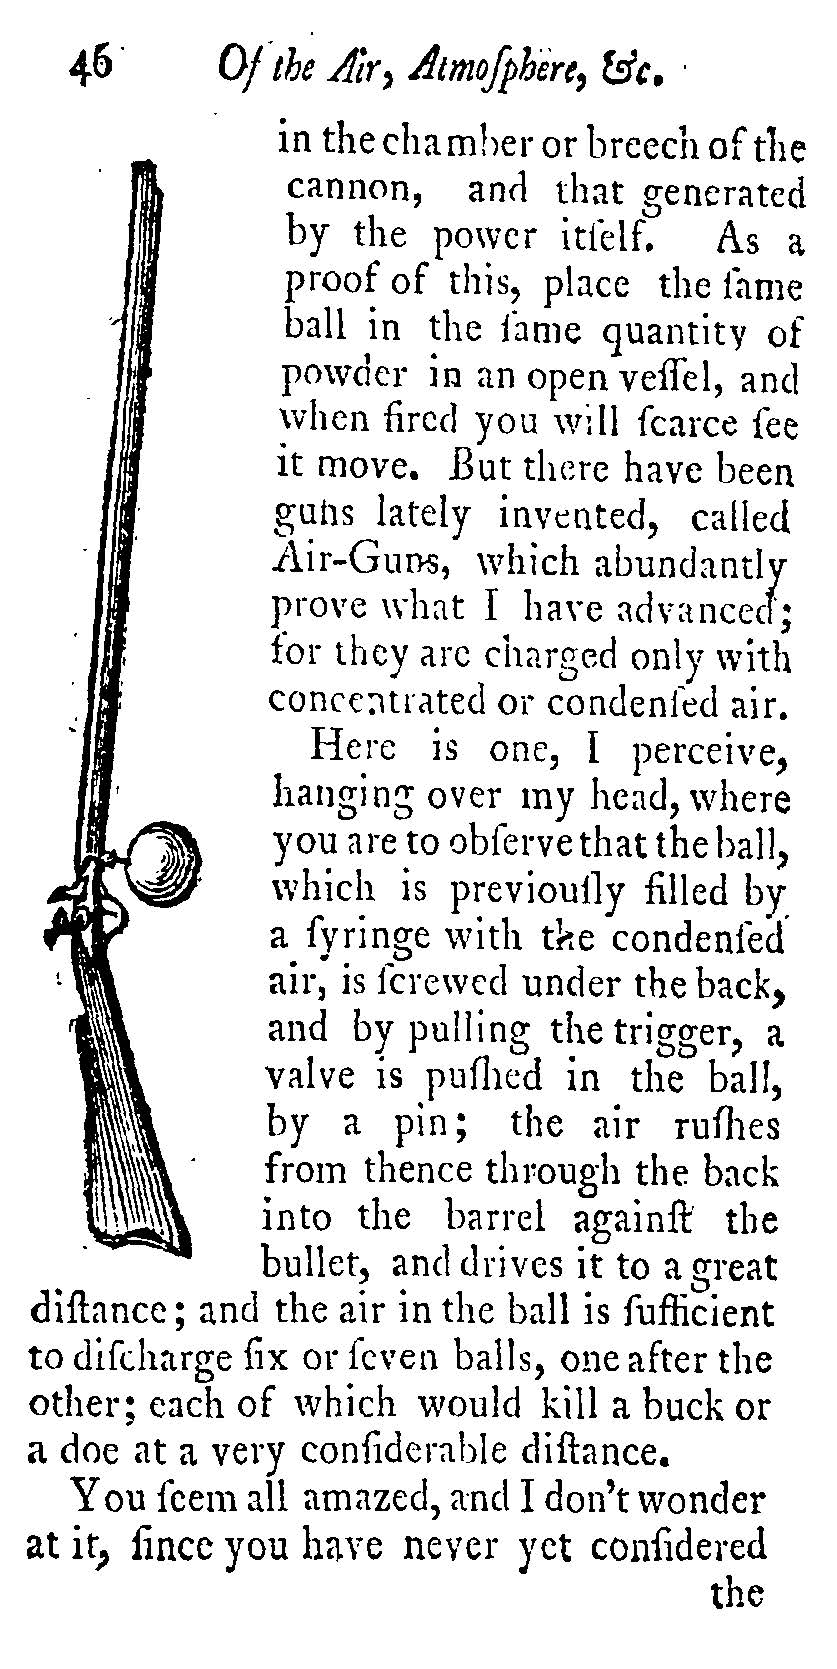 46 Of the Air, Atmoſphere, &c.
in the chamber or breech of the
cannon, and that generated
by the power itſelf. As a
proof of this, place the ſame
ball in the ſame quantity of
powder in an open veſſel, and
when fired you will ſcarce ſee
it move. But there have been
guns lately invented, called
Air-Guns, which abundantly
prove what I have advanced;
for they are charged only with
concentrated or condenſed air.
Here is one, I perceive,
hanging over my head, where
you are to obſerve that the ball,
which is previouſly filled by
a ſyringe with the condenſed
air, is ſcrewed under the back,
and by pulling the trigger, a
valve is puſhed in the ball,
by a pin; the air ruſhes
from thence through the back
into the barrel againſt the
bullet, and drives it to a great
diſtance; and the air in the ball is ſufficient
to diſcharge ſix or ſeven balls, one after the
other; each of which would kill a buck or
a doe at a very conſiderable diſtance.
You ſeem all amazed, and I don't wonder
at it, ſince you have never yet conſidered
the